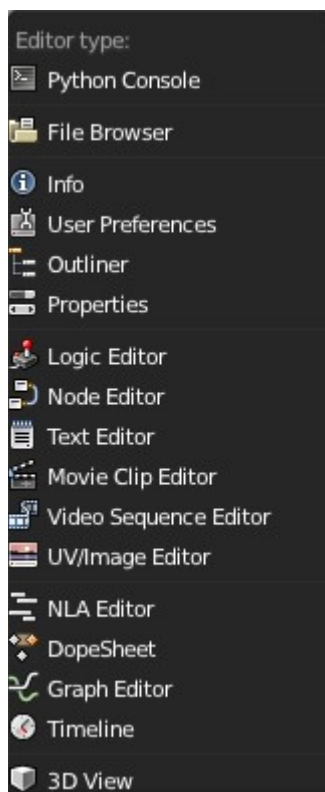 Editor type:
Python Console
File Browser
Info
User Preferences
Outliner
Properties
Logic Editor
Node Editor
Text Editor
Movie Clip Editor
Video Sequence Editor
UV/Image Editor
NLA Editor
DopeSheet
Graph Editor
Timeline
3D View